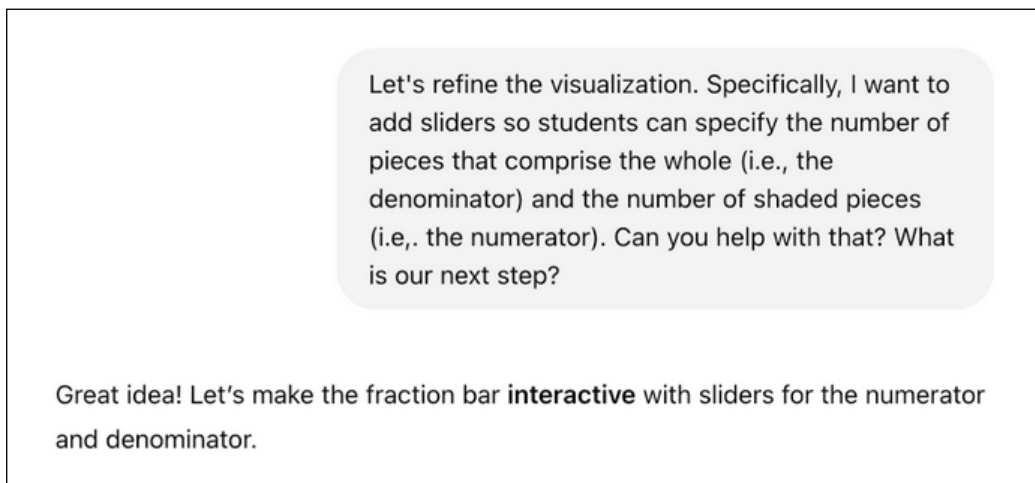 Let's refine the visualization. Specifically, I want to
add sliders so students can specify the number of
pieces that comprise the whole (i.e., the
denominator) and the number of shaded pieces
(i.e,. the numerator). Can you help with that? What
is our next step?
Great idea! Let’s make the fraction bar interactive with sliders for the numerator
and denominator.